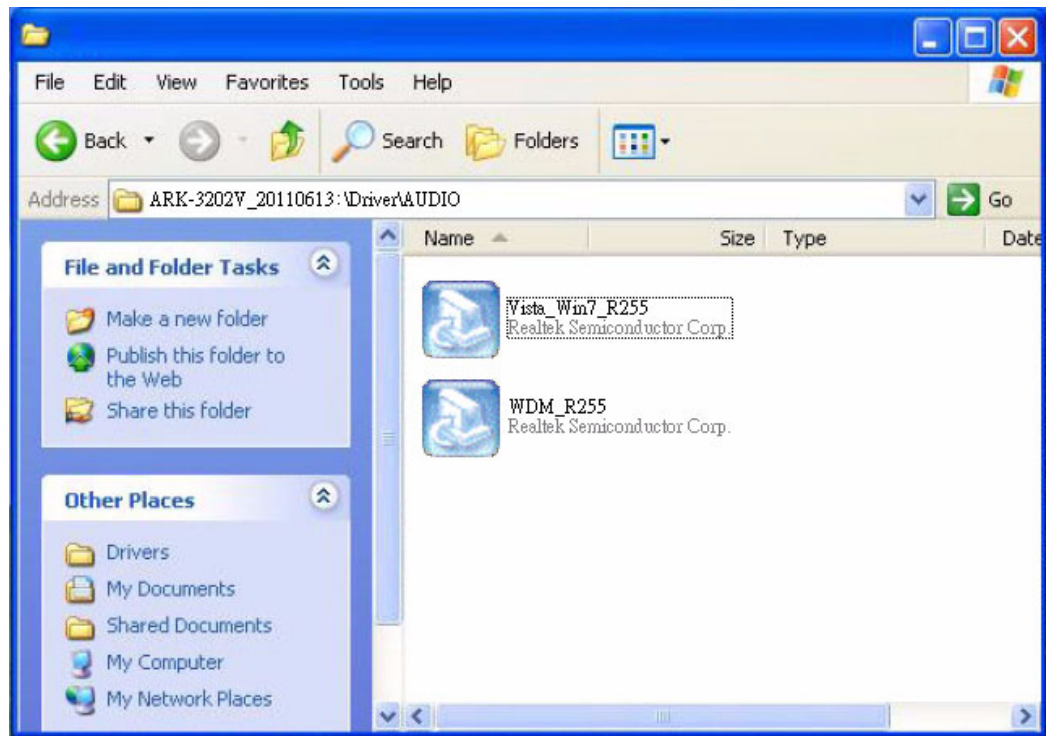 File Edit View Favorites Tools Help
Back Search Folders
Address ARK-3202V_20110613:\Driver\AUDIO Go
Name Size Type Date
File and Folder Tasks
Make a new folder
Publish this folder to
the Web
Share this folder
Other Places
Drivers
My Documents
Shared Documents
My Computer
My Network Places
Vista_Win7_R255
Realtek Semiconductor Corp.
WDM_R255
Realtek Semiconductor Corp.